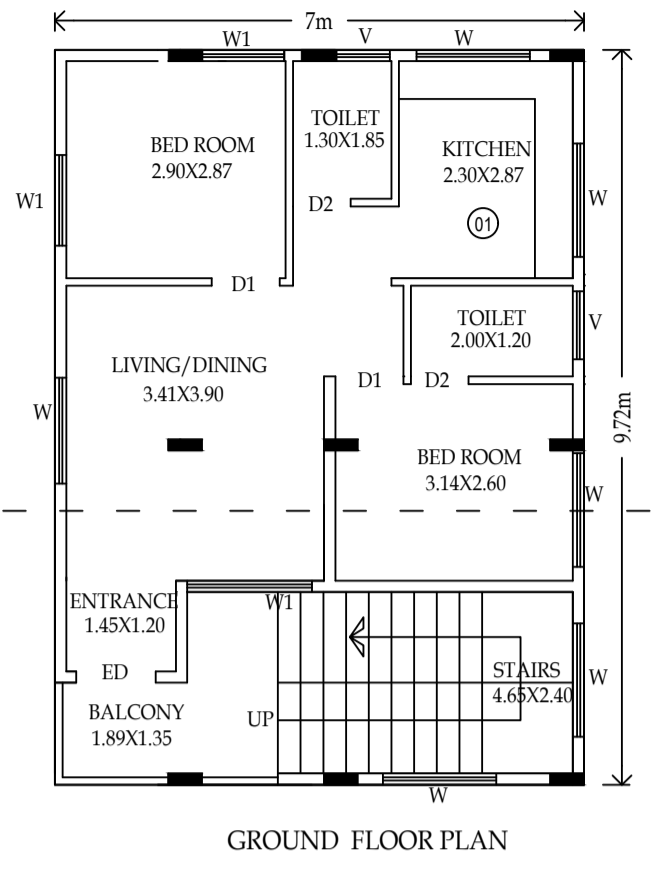 7m
W1
V
W
TOILET
1.30X1.85
BED ROOM
2.90X2.87
KITCHEN
2.30X2.87
W1
W
D2
01
D1
TOILET
2.00X1.20
V
LIVING/DINING
3.41X3.90
D1
D2
W
9.72m
BED ROOM
3.14X2.60
W
ENTRANCE
1.45X1.20
W1
ED
STAIRS
4.65X2.40
W
BALCONY
1.89X1.35
UP
W
GROUND FLOOR PLAN